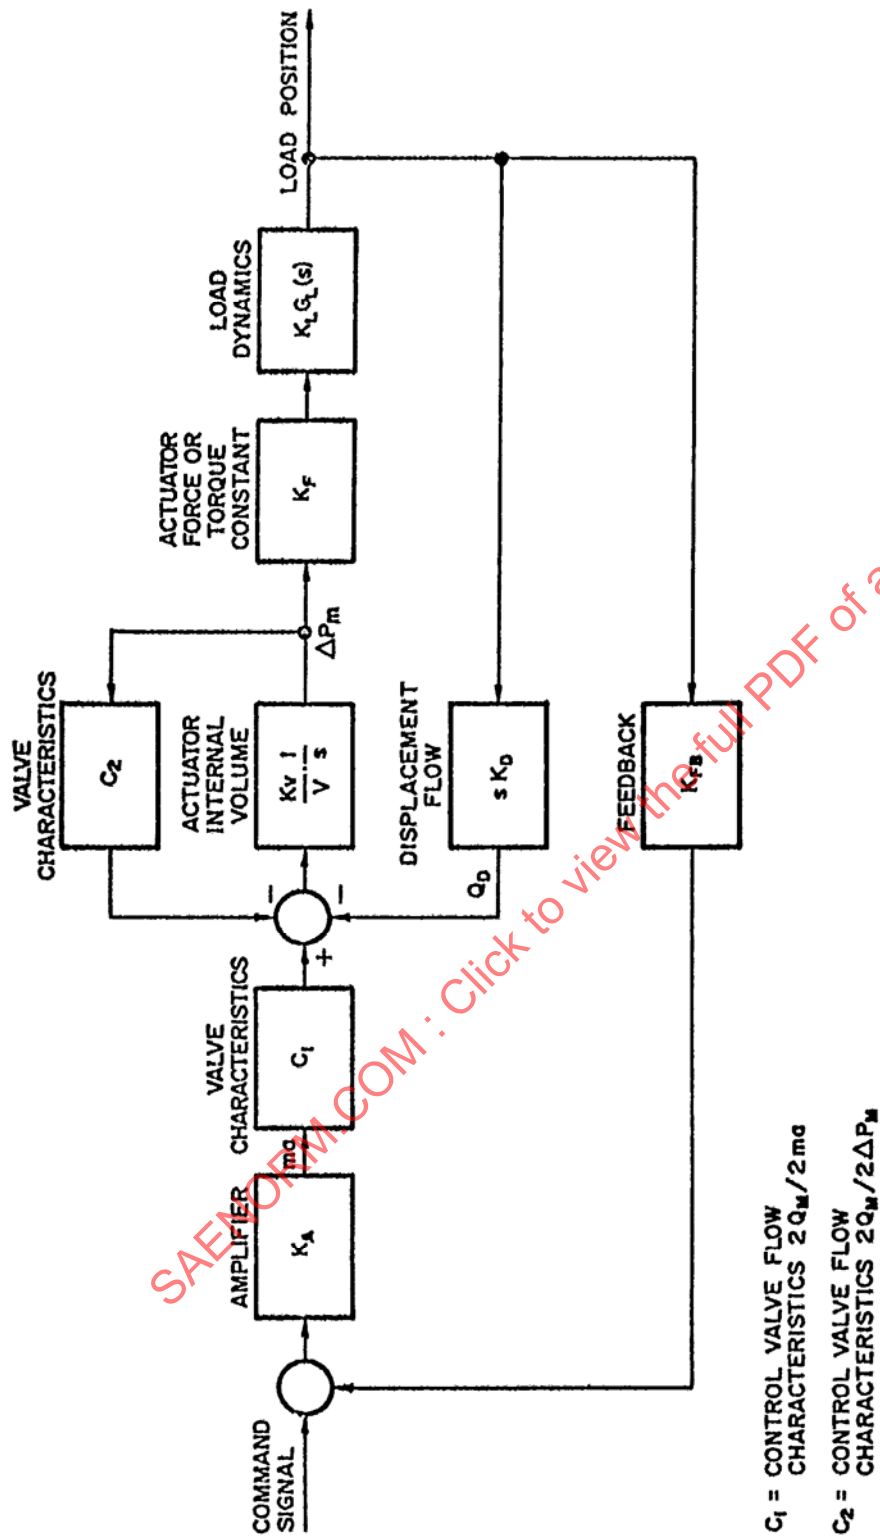 COMMAND
SIGNAL
AMPLIFIER
K_A
ma
VALVE
CHARACTERISTICS
C_1
+
−
−
VALVE
CHARACTERISTICS
C_2
ACTUATOR
INTERNAL
VOLUME
K_V 1
V s
ΔP_m
ACTUATOR
FORCE OR
TORQUE
CONSTANT
K_F
LOAD
DYNAMICS
K_L G_L(s)
LOAD POSITION
DISPLACEMENT
FLOW
s K_D
Q_D
FEEDBACK
K_FB
C_1 = CONTROL VALVE FLOW
CHARACTERISTICS 2Q_M/2ma
C_2 = CONTROL VALVE FLOW
CHARACTERISTICS 2Q_M/2ΔP_M
SAENORM.COM : Click to view the full PDF of a